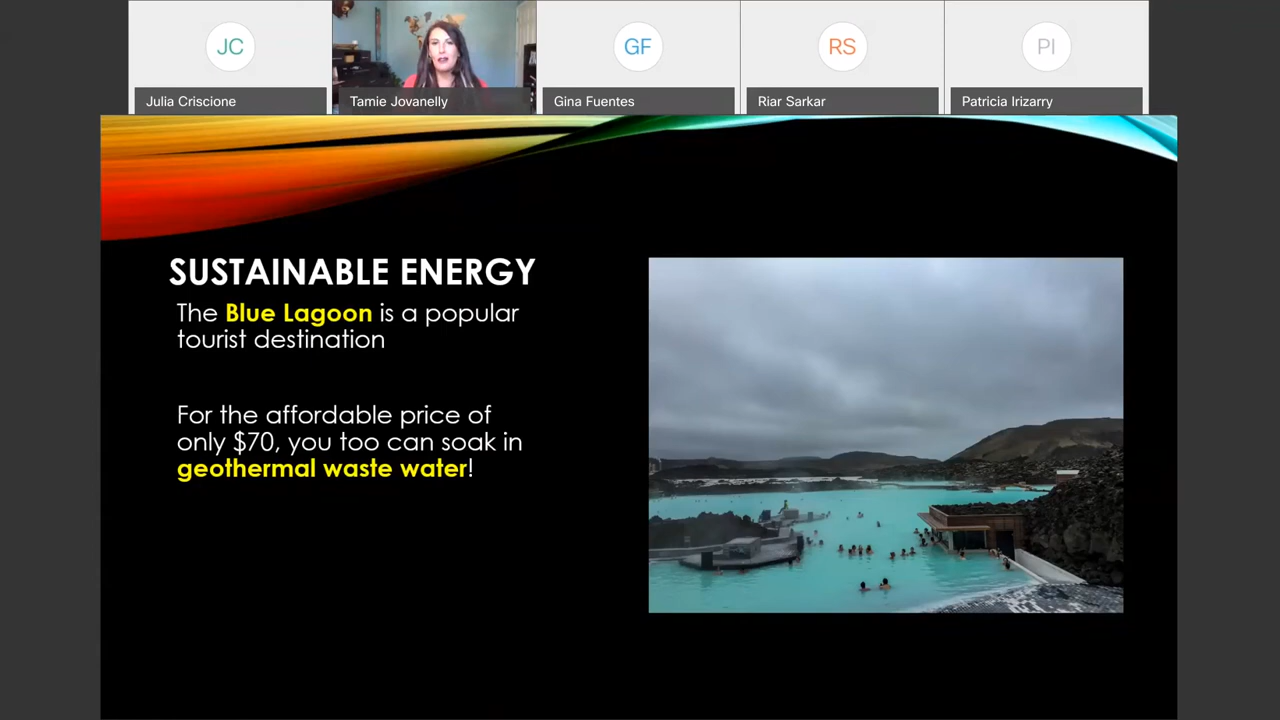 JC
GF
RS
PI
Julia Criscione
Tamie Jovanelly
Gina Fuentes
Riar Sarkar
Patricia Irizarry
SUSTAINABLE ENERGY
The Blue Lagoon is a popular
tourist destination
For the affordable price of
only $70, you too can soak in
geothermal waste water!